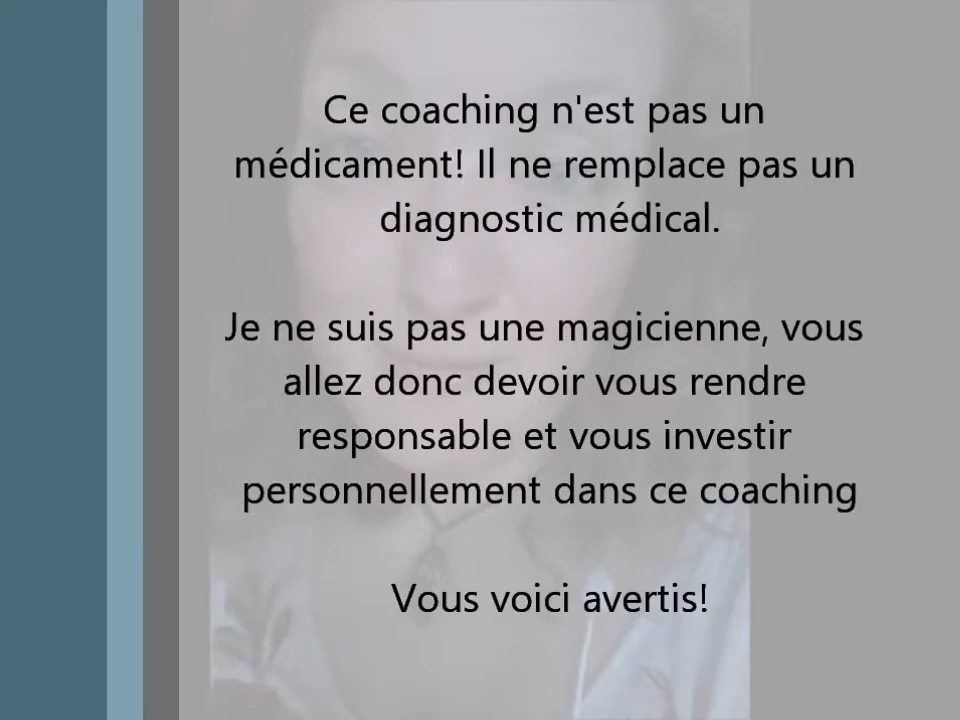 Ce coaching n'est pas un
médicament! Il ne remplace pas un
diagnostic médical.
Je ne suis pas une magicienne, vous
allez donc devoir vous rendre
responsable et vous investir
personnellement dans ce coaching
Vous voici avertis!